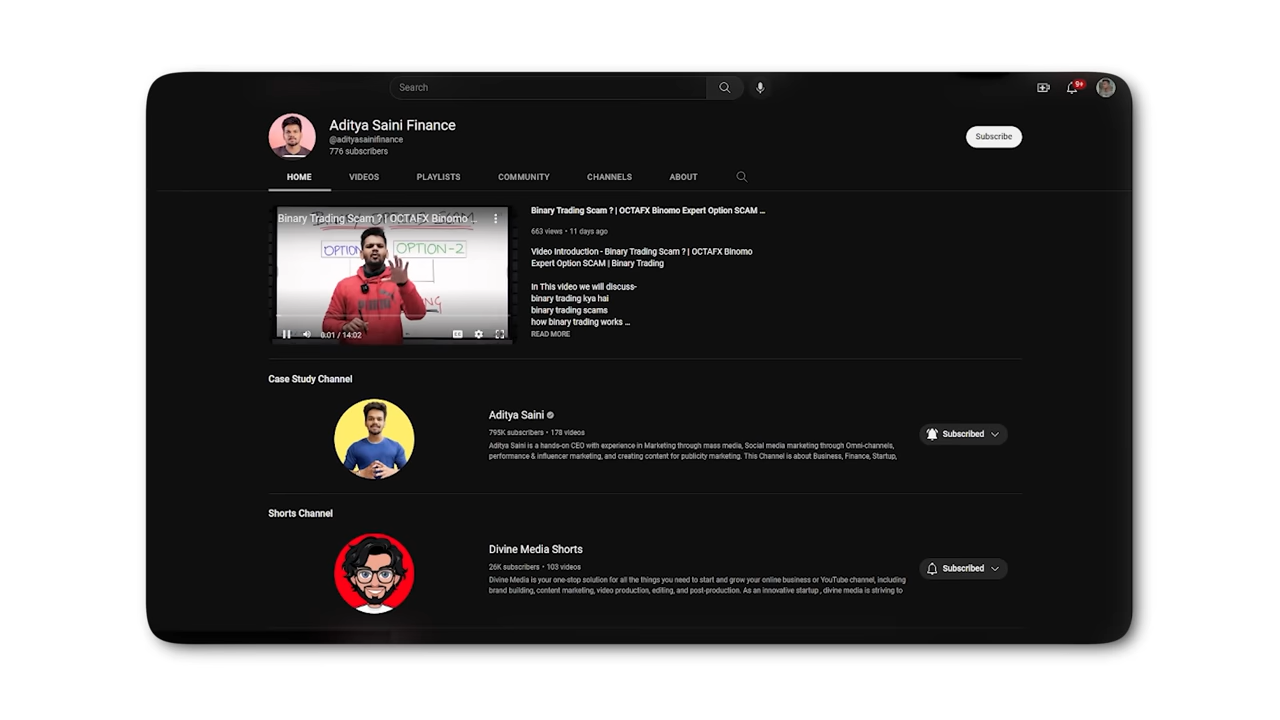 Search
9+
Aditya Saini Finance
@adityasainifinance
776 subscribers
Subscribe
HOME
VIDEOS
PLAYLISTS
COMMUNITY
CHANNELS
ABOUT
Binary Trading Scam ? | OCTAFX Binomo ...
OPTION
OPTION-2
0:01 / 14:02
Binary Trading Scam ? | OCTAFX Binomo Expert Option SCAM ...
663 views • 11 days ago
Video Introduction - Binary Trading Scam ? | OCTAFX Binomo
Expert Option SCAM | Binary Trading
In This video we will discuss-
binary trading kya hai
binary trading scams
how binary trading works ...
READ MORE
Case Study Channel
Aditya Saini
795K subscribers • 178 videos
Aditya Saini is a hands-on CEO with experience in Marketing through mass media, Social media marketing through Omni-channels,
performance & influencer marketing, and creating content for publicity marketing. This Channel is about Business, Finance, Startup,
Subscribed
Shorts Channel
Divine Media Shorts
26K subscribers • 103 videos
Divine Media is your one-stop solution for all the things you need to start and grow your online business or YouTube channel, including
brand building, content marketing, video production, editing, and post-production. As an innovative startup , divine media is striving to
Subscribed